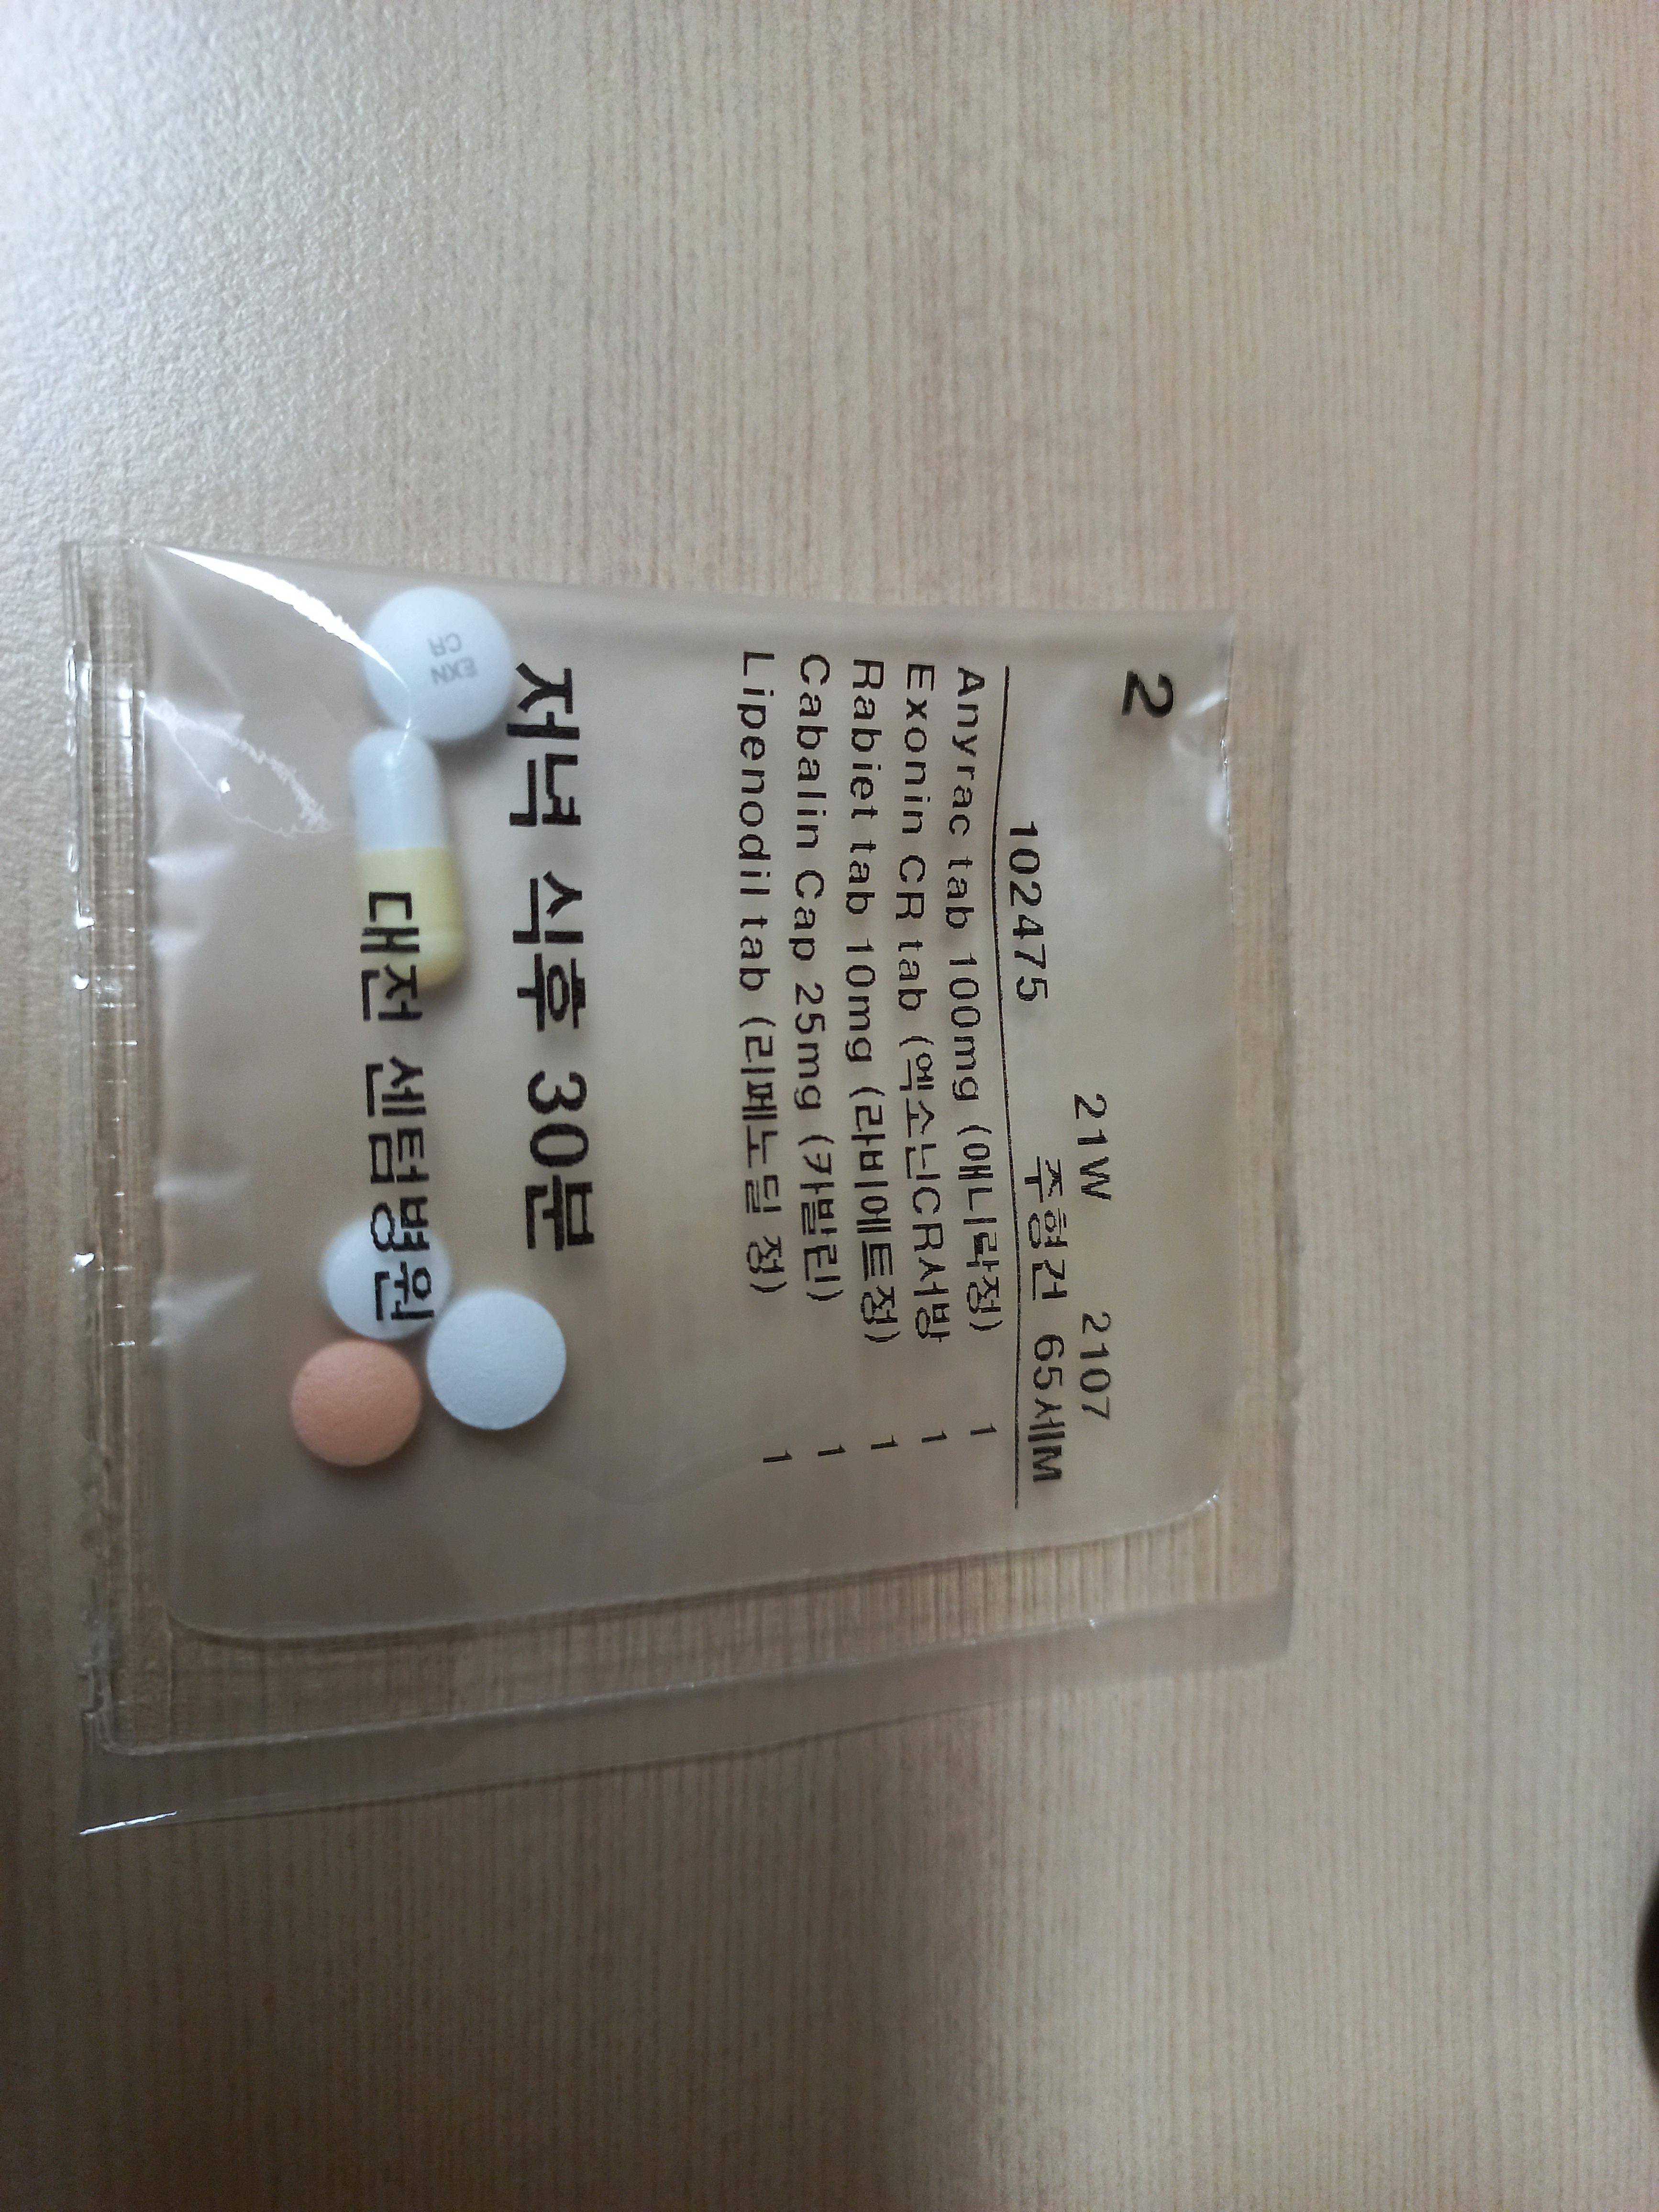 2
21W 2107
102475 주형건 65세M
Anyrac tab 100mg (애니락정) 1
Exonin CR tab (엑소닌CR서방 1
Rabiet tab 10mg (라비에트정) 1
Cabalin Cap 25mg (카발린) 1
Lipenodil tab (리페노딜 정) 1
저녁 식후 30분
대전 센텀병원
EXN
CR